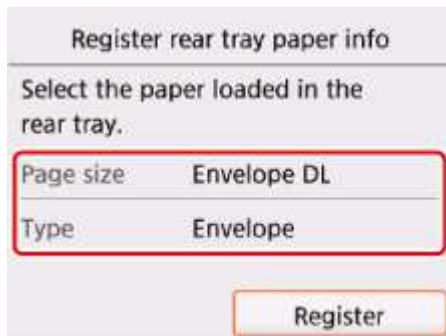 Register rear tray paper info
Select the paper loaded in the
rear tray.
Page size Envelope DL
Type Envelope
Register